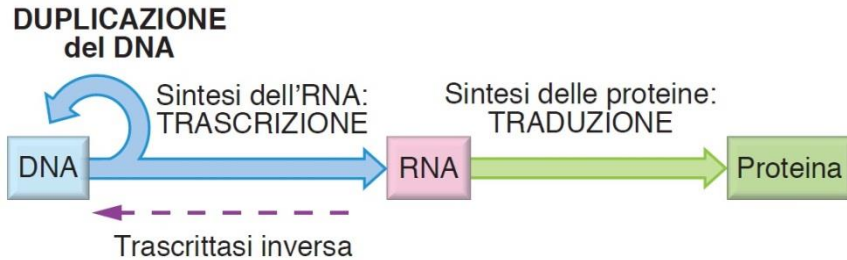 DUPLICAZIONE
del DNA
Sintesi dell'RNA:
TRASCRIZIONE
Sintesi delle proteine:
TRADUZIONE
DNA
RNA
Proteina
Trascrittasi inversa